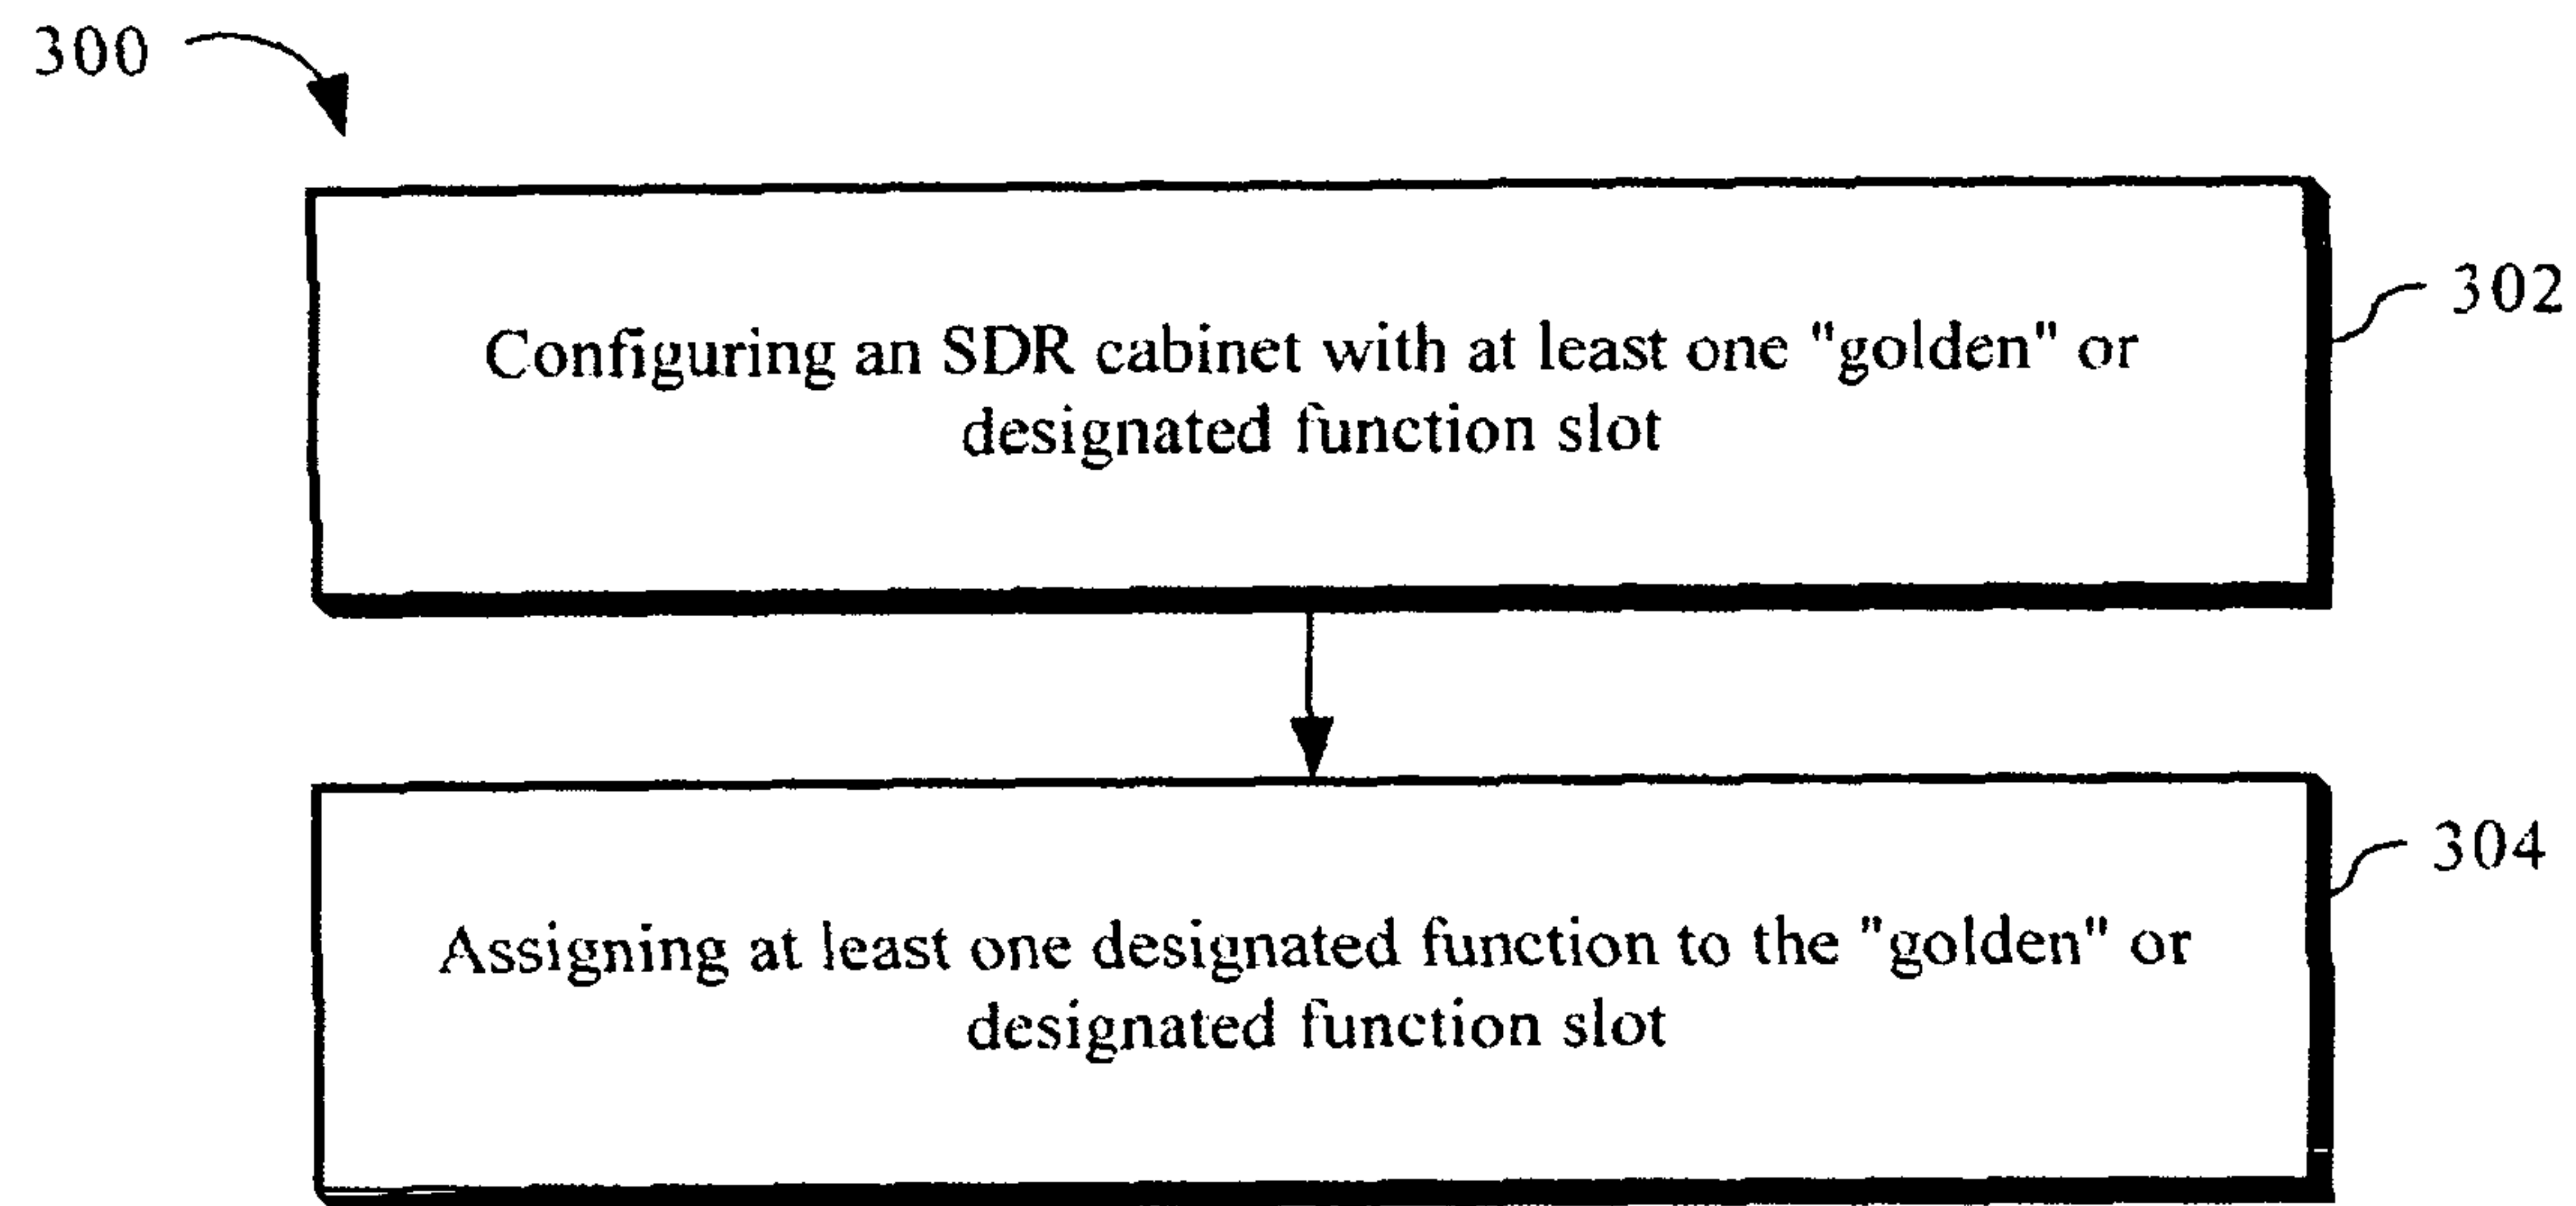 300
Configuring an SDR cabinet with at least one "golden" or
designated function slot
302
Assigning at least one designated function to the "golden" or
designated function slot
304